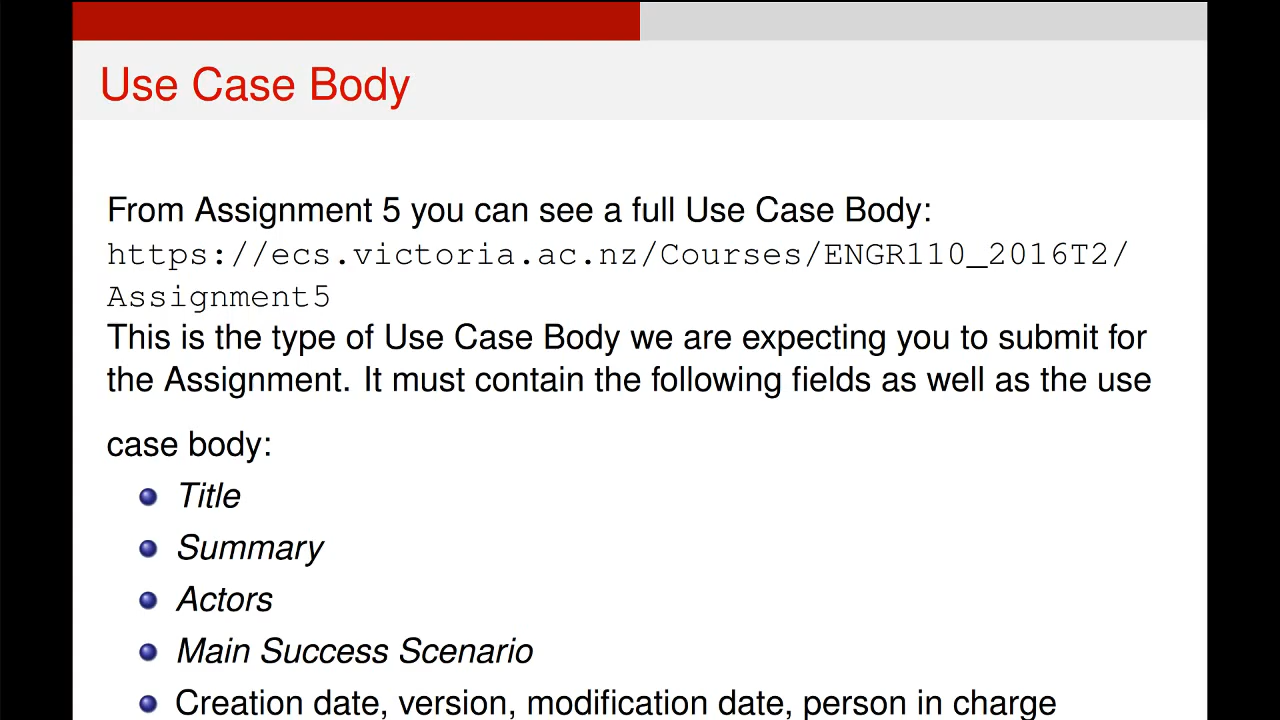 Use Case Body
From Assignment 5 you can see a full Use Case Body:
https://ecs.victoria.ac.nz/Courses/ENGR110_2016T2/
Assignment5
This is the type of Use Case Body we are expecting you to submit for
the Assignment. It must contain the following fields as well as the use
case body:
Title
Summary
Actors
Main Success Scenario
Creation date, version, modification date, person in charge